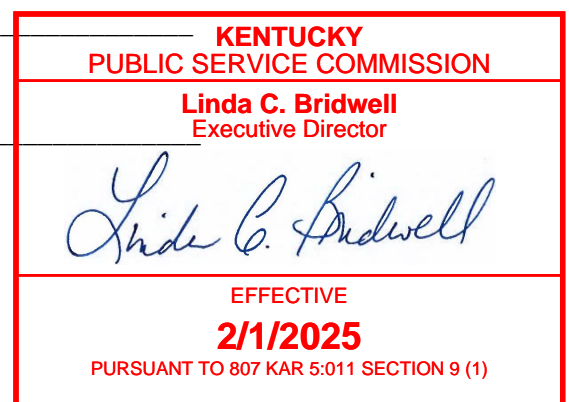 KENTUCKY
PUBLIC SERVICE COMMISSION
Linda C. Bridwell
Executive Director
Linda C. Bridwell
EFFECTIVE
2/1/2025
PURSUANT TO 807 KAR 5:011 SECTION 9 (1)